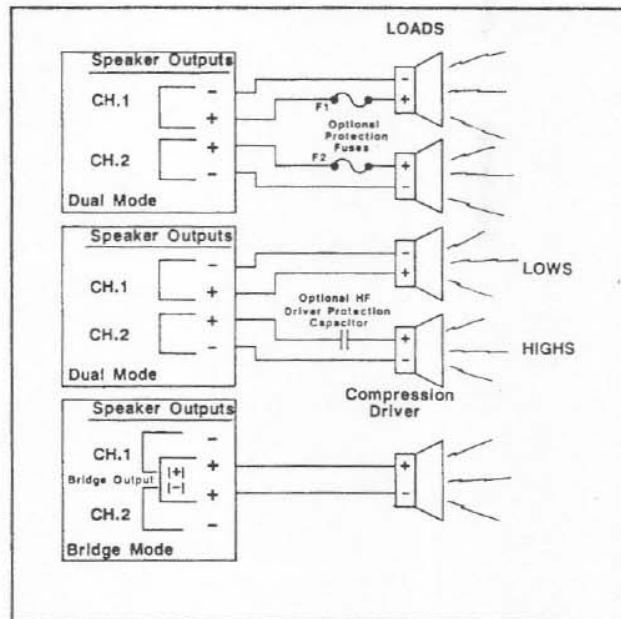 LOADS
Speaker Outputs
CH.1
-
+
CH.2
+
-
Dual Mode
F1
Optional
Protection
Fuses
F2
-
+
+
-
Speaker Outputs
CH.1
-
+
CH.2
+
-
Dual Mode
Optional HF
Driver Protection
Capacitor
-
+
+
-
LOWS
HIGHS
Compression
Driver
Speaker Outputs
CH.1
-
+
Bridge Output
|+|
|-|
CH.2
+
-
Bridge Mode
+
-